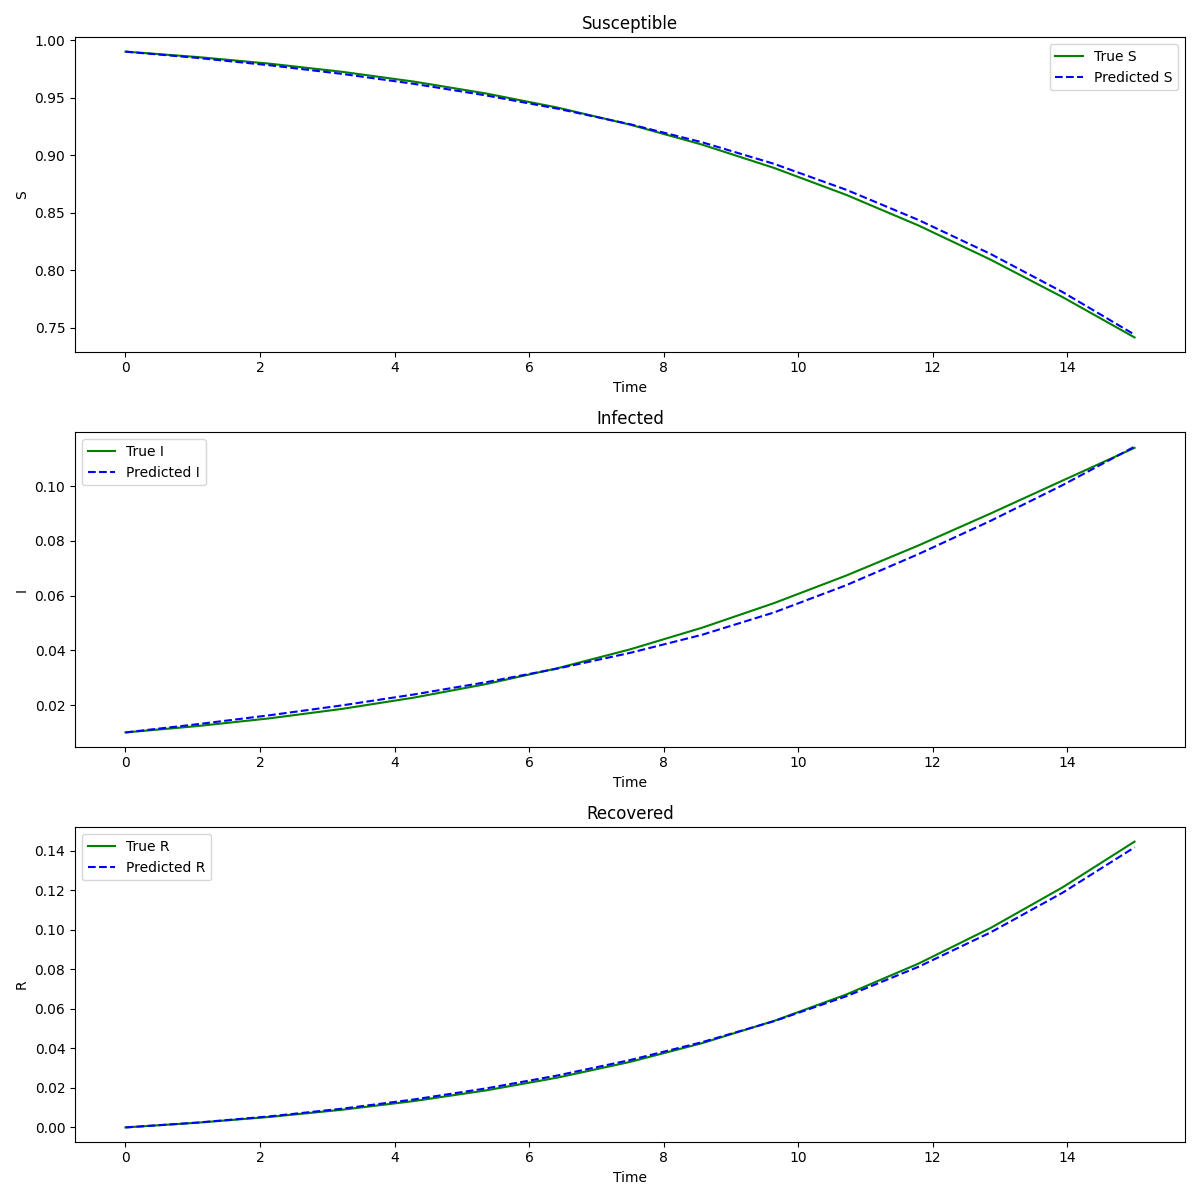 Susceptible
1.00
0.95
0.90
0.85
0.80
0.75
S
True S
Predicted S
0 2 4 6 8 10 12 14
Time
Infected
0.10
0.08
0.06
0.04
0.02
I
True I
Predicted I
0 2 4 6 8 10 12 14
Time
Recovered
0.14
0.12
0.10
0.08
0.06
0.04
0.02
0.00
R
True R
Predicted R
0 2 4 6 8 10 12 14
Time